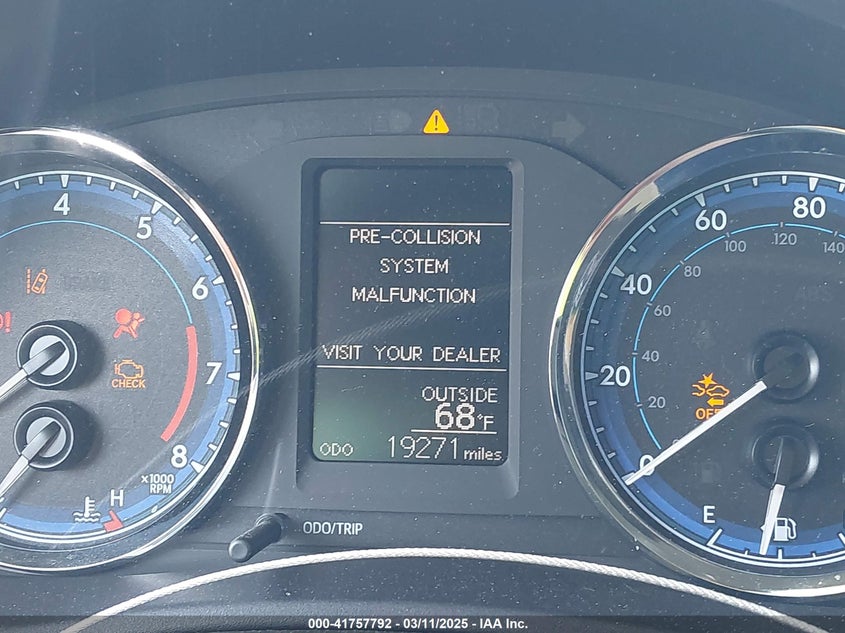 PRE-COLLISION
SYSTEM
MALFUNCTION
VISIT YOUR DEALER
OUTSIDE
68°F
ODO 19271 miles
4
5
6
7
8
x1000
RPM
CHECK
H
ODO/TRIP
0
20
40
60
80
20
40
60
80
100
120
140
OFF
E
000-41757792 - 03/11/2025 - IAA Inc.